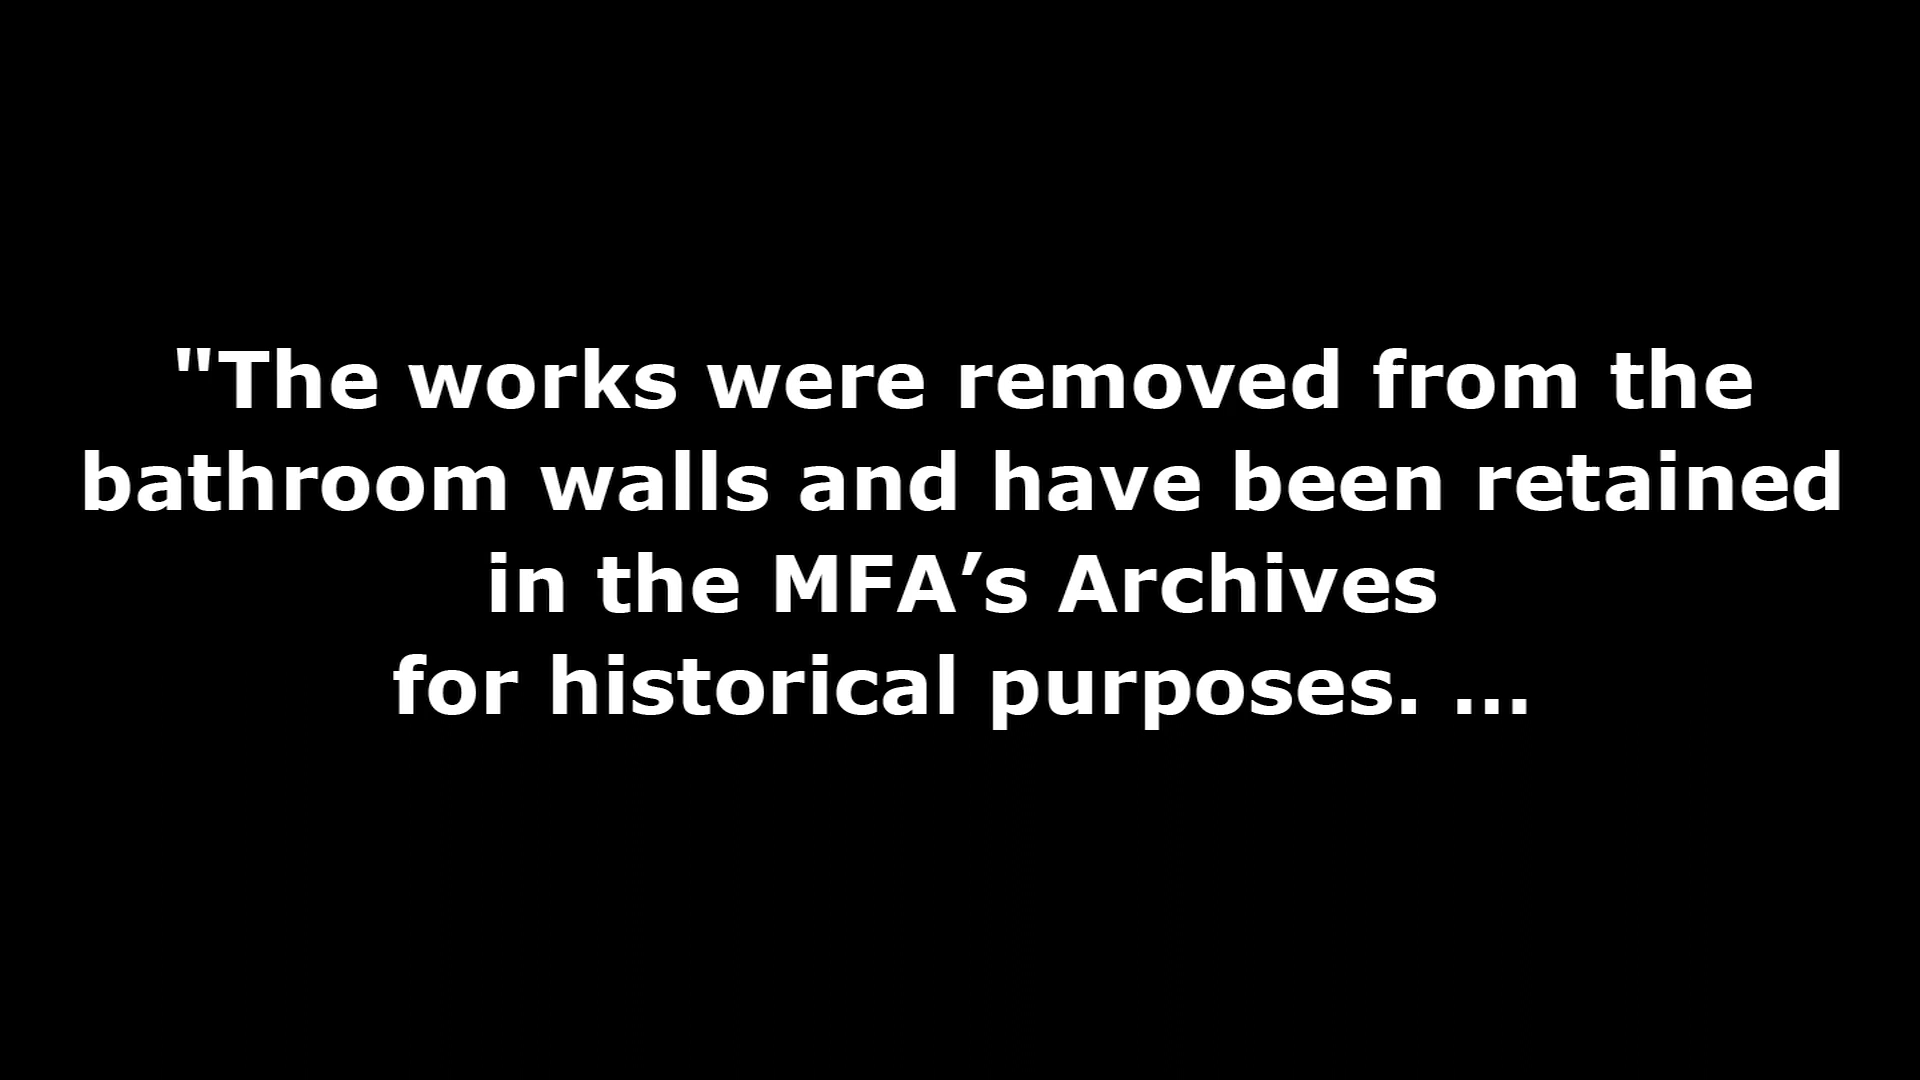 "The works were removed from the
bathroom walls and have been retained
in the MFA’s Archives
for historical purposes. ...